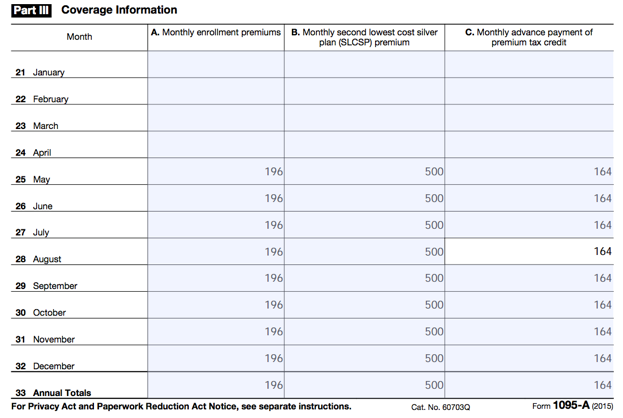 Part III Coverage Information
Month A. Monthly enrollment premiums B. Monthly second lowest cost silver plan (SLCSP) premium C. Monthly advance payment of premium tax credit
21 January
22 February
23 March
24 April
25 May 196 500 164
26 June 196 500 164
27 July 196 500 164
28 August 196 500 164
29 September 196 500 164
30 October 196 500 164
31 November 196 500 164
32 December 196 500 164
33 Annual Totals 196 500 164
For Privacy Act and Paperwork Reduction Act Notice, see separate instructions. Cat. No. 60703Q Form 1095-A (2015)